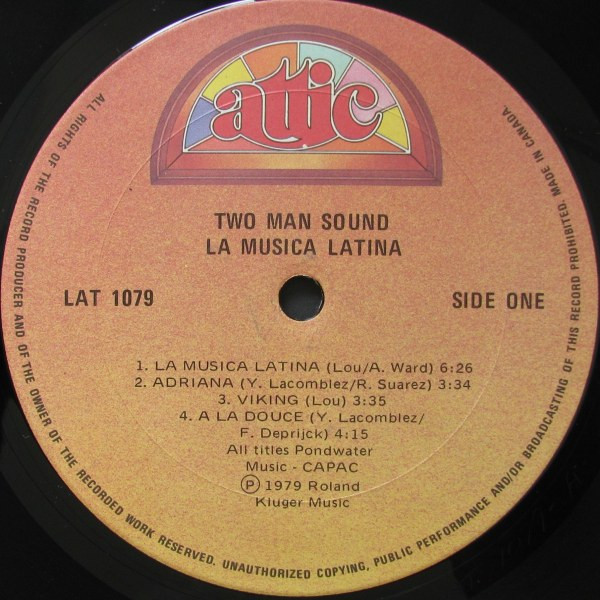 attic
TWO MAN SOUND
LA MUSICA LATINA
LAT 1079
SIDE ONE
1. LA MUSICA LATINA (Lou/A. Ward) 6:26
2. ADRIANA (Y. Lacomblez/R. Suarez) 3:34
3. VIKING (Lou) 3:35
4. A LA DOUCE (Y. Lacomblez/
F. Deprijck) 4:15
All titles Pondwater
Music - CAPAC
Ⓟ 1979 Roland
Kluger Music
ALL RIGHTS OF THE RECORD PRODUCER AND OF THE OWNER OF THE RECORDED WORK RESERVED. UNAUTHORIZED COPYING, PUBLIC PERFORMANCE AND/OR BROADCASTING OF THIS RECORD PROHIBITED. MADE IN CANADA.